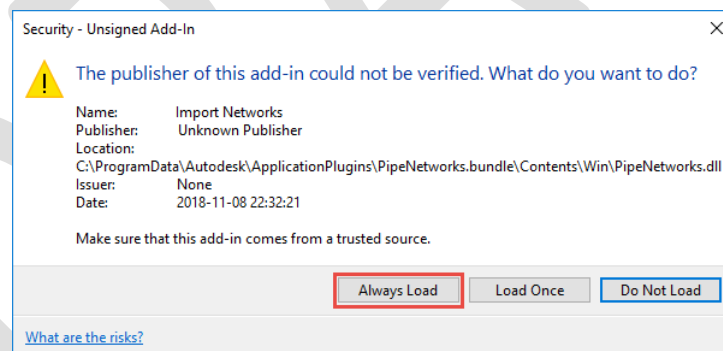 Security - Unsigned Add-In
The publisher of this add-in could not be verified. What do you want to do?
Name: Import Networks
Publisher: Unknown Publisher
Location:
C:\ProgramData\Autodesk\ApplicationPlugins\PipeNetworks.bundle\Contents\Win\PipeNetworks.dll
Issuer: None
Date: 2018-11-08 22:32:21
Make sure that this add-in comes from a trusted source.
Always Load Load Once Do Not Load
What are the risks?